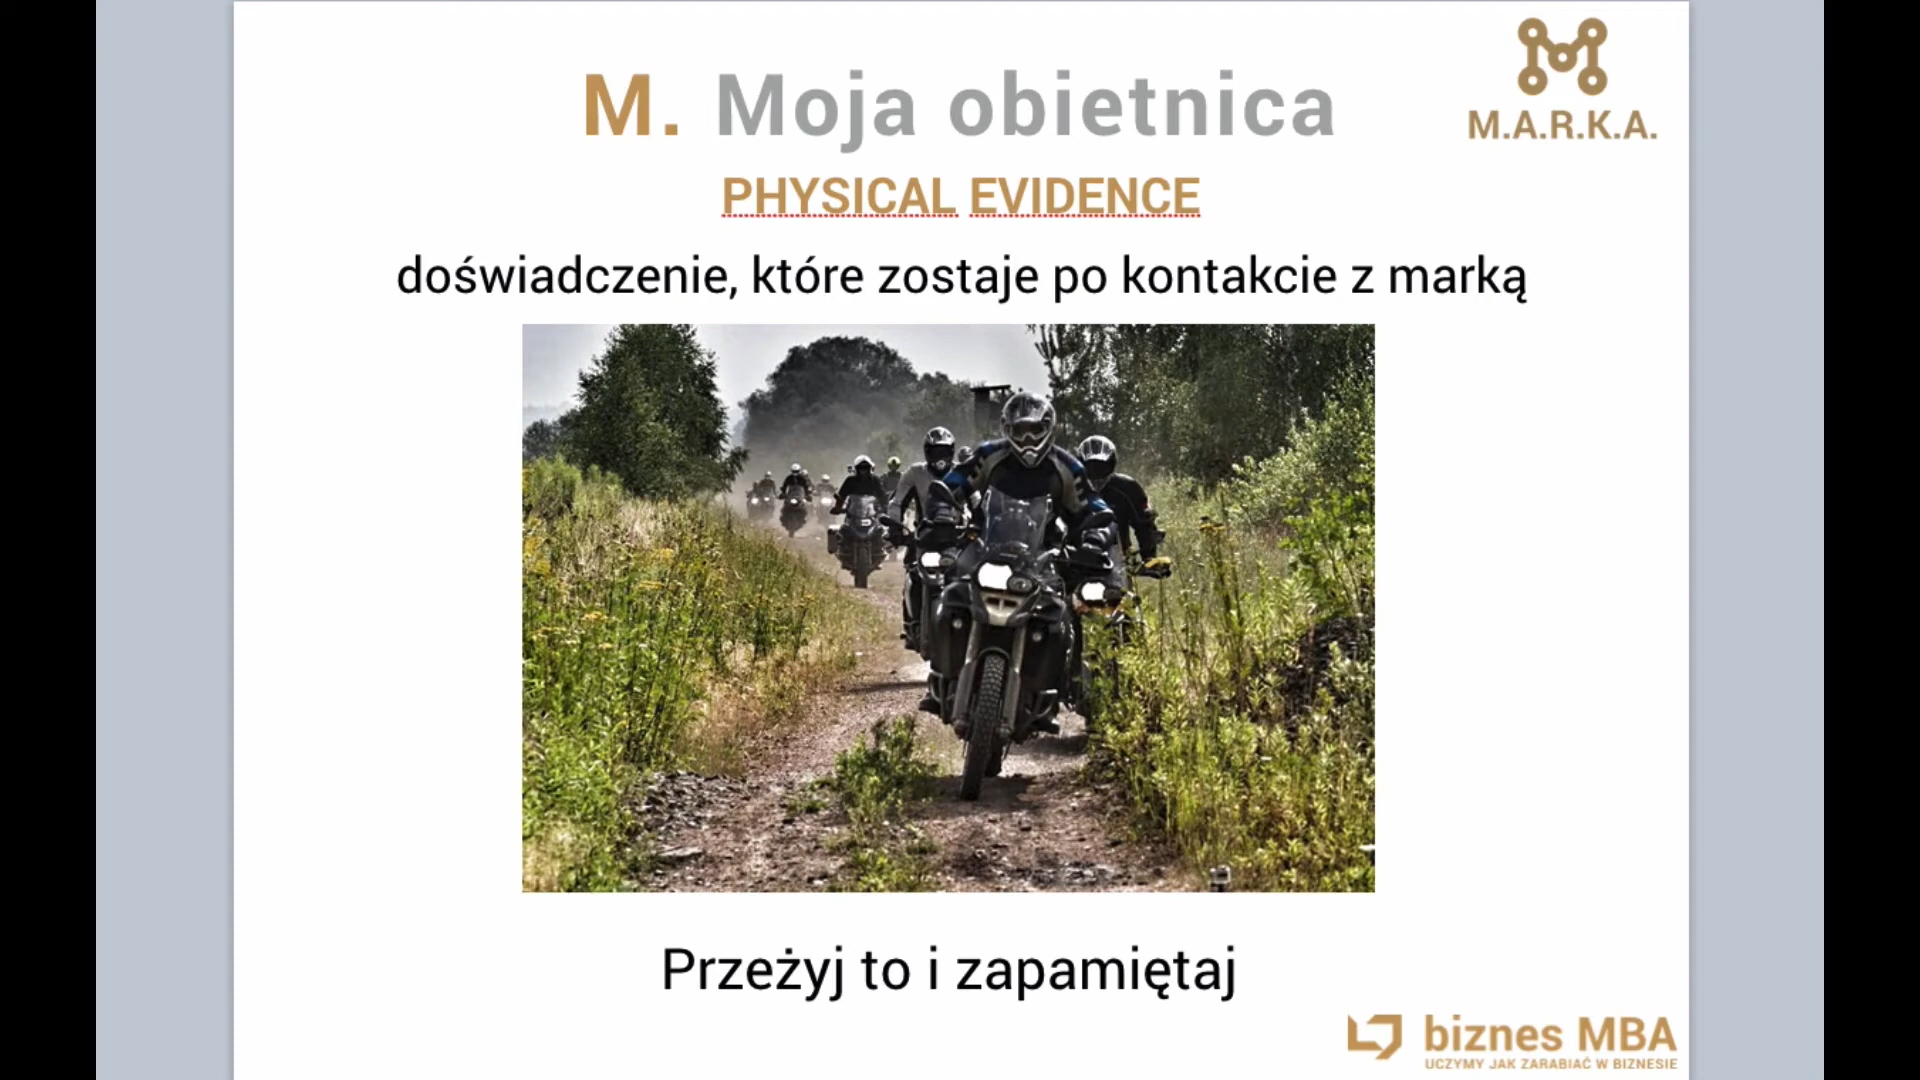 M. Moja obietnica
M.A.R.K.A.
PHYSICAL EVIDENCE
doświadczenie, które zostaje po kontakcie z marką
Przeżyj to i zapamiętaj
biznes MBA
UCZYMY JAK ZARABIAĆ W BIZNESIE